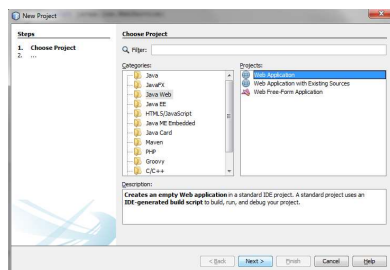 New Project
Steps
1. Choose Project
2. ...
Choose Project
Filter:
Categories:
Java
JavaFX
Java Web
Java EE
HTML5/JavaScript
Java ME Embedded
Java Card
Maven
PHP
Groovy
C/C++
Projects:
Web Application
Web Application with Existing Sources
Web Free-Form Application
Description:
Creates an empty Web application in a standard IDE project. A standard project uses an
IDE-generated build script to build, run, and debug your project.
< Back
Next >
Finish
Cancel
Help